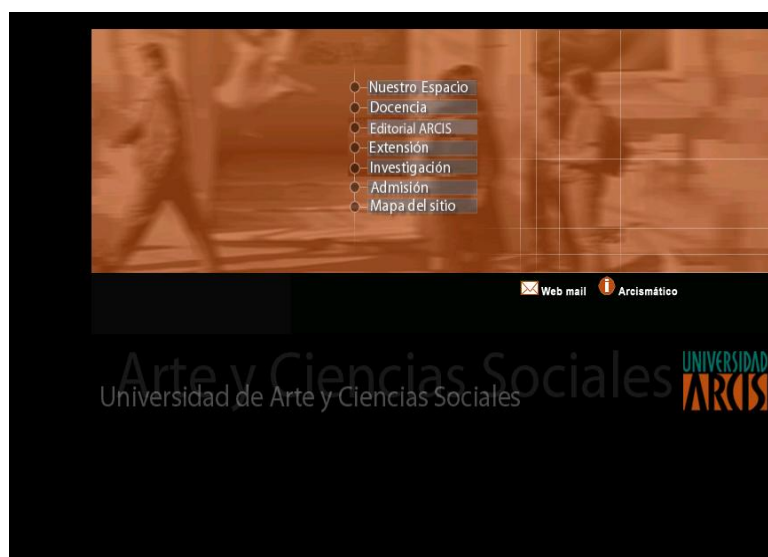 Nuestro Espacio
Docencia
Editorial ARCIS
Extensión
Investigación
Admisión
Mapa del sitio
Web mail
Arcismático
Arte y Ciencias Sociales
Universidad de Arte y Ciencias Sociales
UNIVERSIDAD
ARCIS